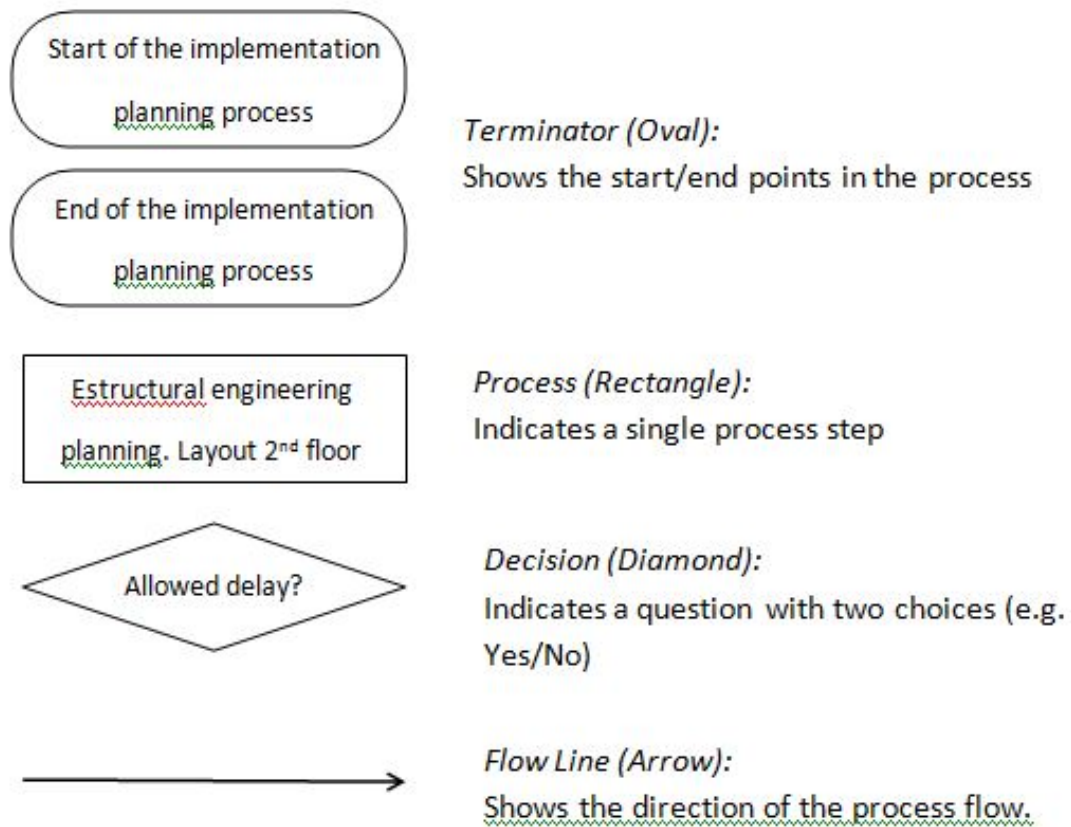 Start of the implementation
planning process
Terminator (Oval):
Shows the start/end points in the process
End of the implementation
planning process
Estructural engineering
planning. Layout 2nd floor
Process (Rectangle):
Indicates a single process step
Allowed delay?
Decision (Diamond):
Indicates a question with two choices (e.g.
Yes/No)
Flow Line (Arrow):
Shows the direction of the process flow.